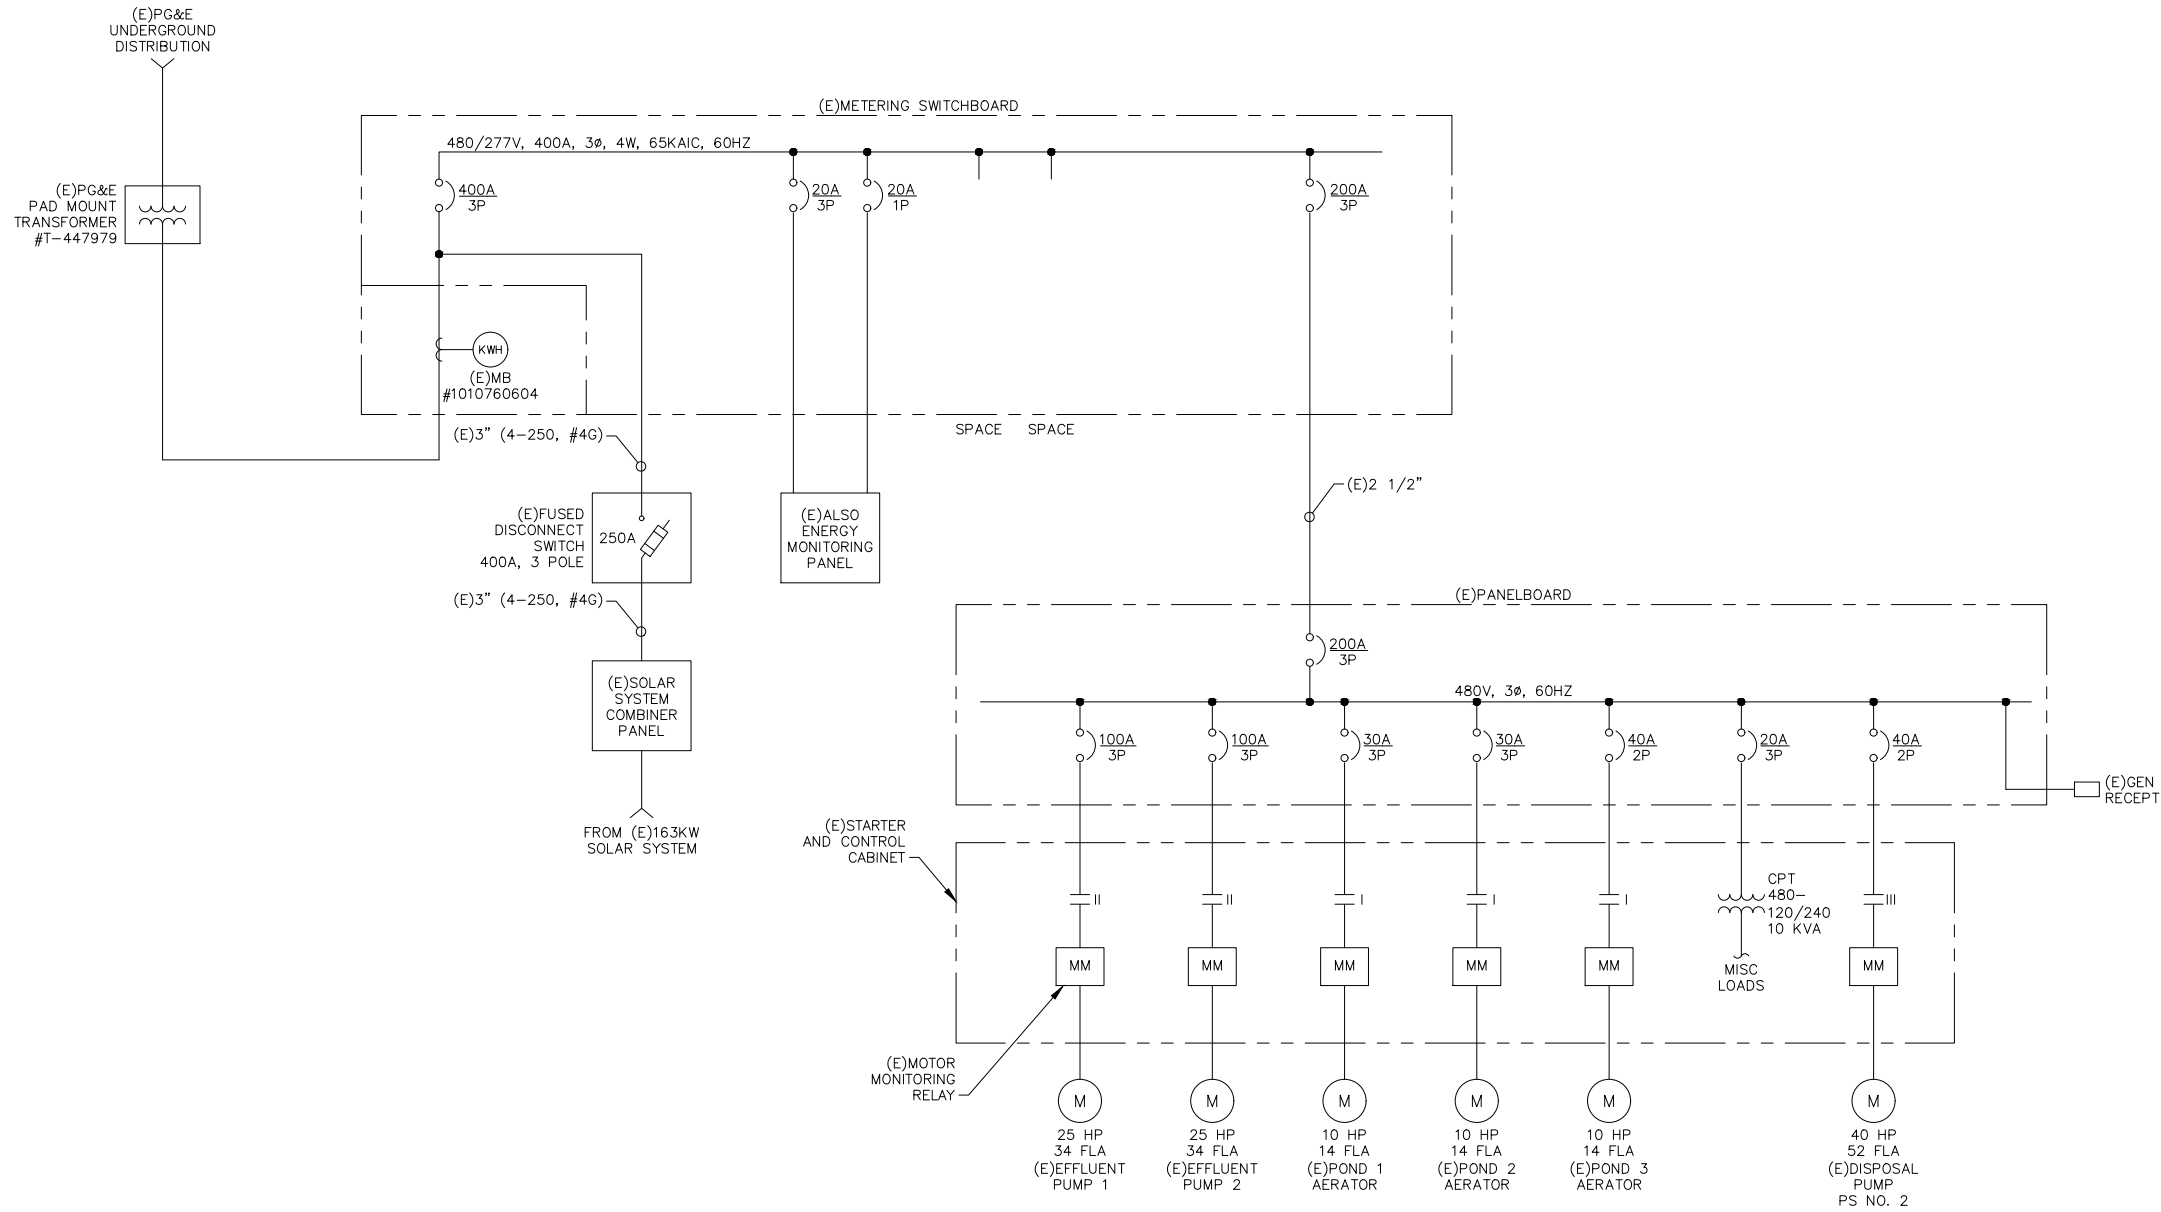 (E)PG&E
UNDERGROUND
DISTRIBUTION
(E)METERING SWITCHBOARD
480/277V, 400A, 3ø, 4W, 65KAIC, 60HZ
(E)PG&E
PAD MOUNT
TRANSFORMER
#T-447979
400A
3P
20A
3P
20A
1P
200A
3P
KWH
(E)MB
#1010760604
SPACE
SPACE
(E)3" (4-250, #4G)
(E)2 1/2"
(E)FUSED
DISCONNECT
SWITCH
400A, 3 POLE
250A
(E)ALSO
ENERGY
MONITORING
PANEL
(E)3" (4-250, #4G)
(E)PANELBOARD
200A
3P
(E)SOLAR
SYSTEM
COMBINER
PANEL
480V, 3ø, 60HZ
100A
3P
100A
3P
30A
3P
30A
3P
40A
2P
20A
3P
40A
2P
(E)GEN
RECEPT
FROM (E)163KW
SOLAR SYSTEM
(E)STARTER
AND CONTROL
CABINET
II
II
I
I
I
CPT
480-
120/240
10 KVA
III
MM
MM
MM
MM
MM
MISC
LOADS
MM
(E)MOTOR
MONITORING
RELAY
M
25 HP
34 FLA
(E)EFFLUENT
PUMP 1
M
25 HP
34 FLA
(E)EFFLUENT
PUMP 2
M
10 HP
14 FLA
(E)POND 1
AERATOR
M
10 HP
14 FLA
(E)POND 2
AERATOR
M
10 HP
14 FLA
(E)POND 3
AERATOR
M
40 HP
52 FLA
(E)DISPOSAL
PUMP
PS NO. 2